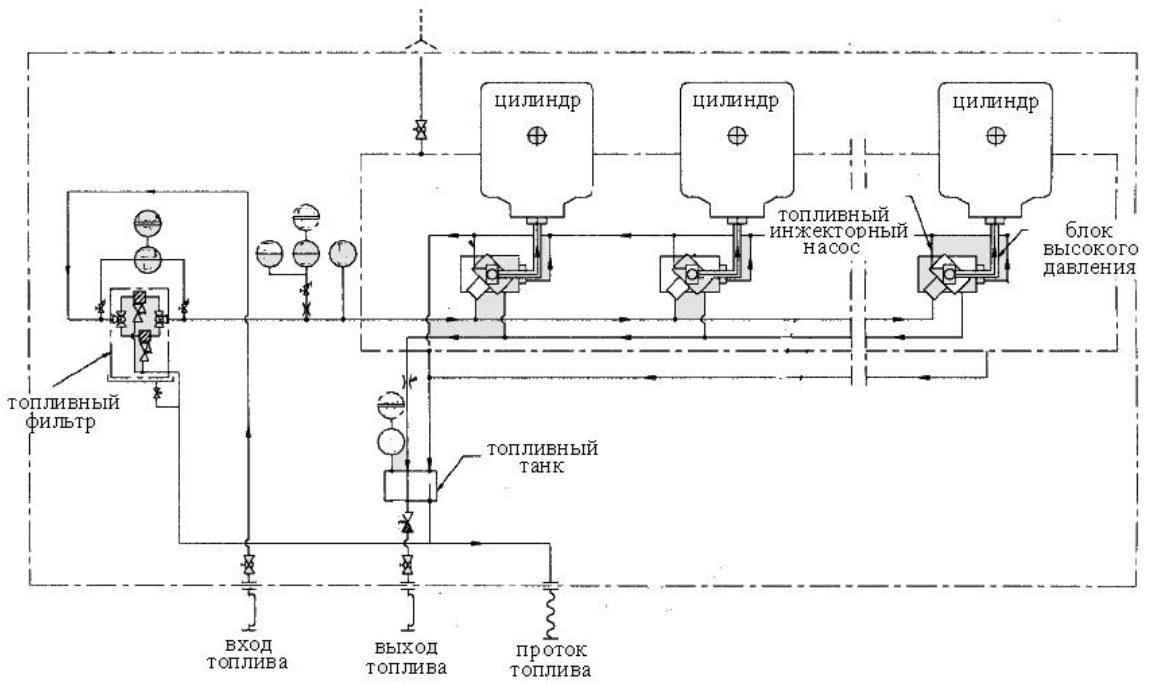 цилиндр
цилиндр
цилиндр
топливный
инжекторный
насос
блок
высокого
давления
топливный
фильтр
топливный
танк
вход
топлива
выход
топлива
проток
топлива